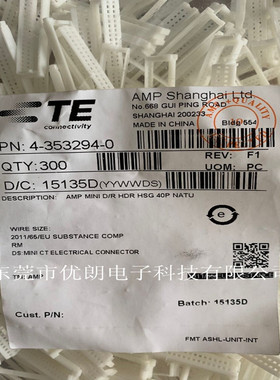 TE
connectivity
AMP Shanghai Ltd.
No.668 GUI PING ROAD
SHANGHAI 200233
MADE IN CHINA
Bldg 554
PN: 4-353294-0
QTY: 300
REV: F1
UOM: PC
D/C: 15135D (YYWWDS)
AMP MINI D/R HDR HSG 40P NATU
WIRE SIZE:
2011/65/EU SUBSTANCE COMP
RM
DS:MINI CT ELECTRICAL CONNECTOR
e
东莞市优朗电子科技有限公司
Batch: 15135D
Cust. P/N:
FMT ASHL-UNIT-INT